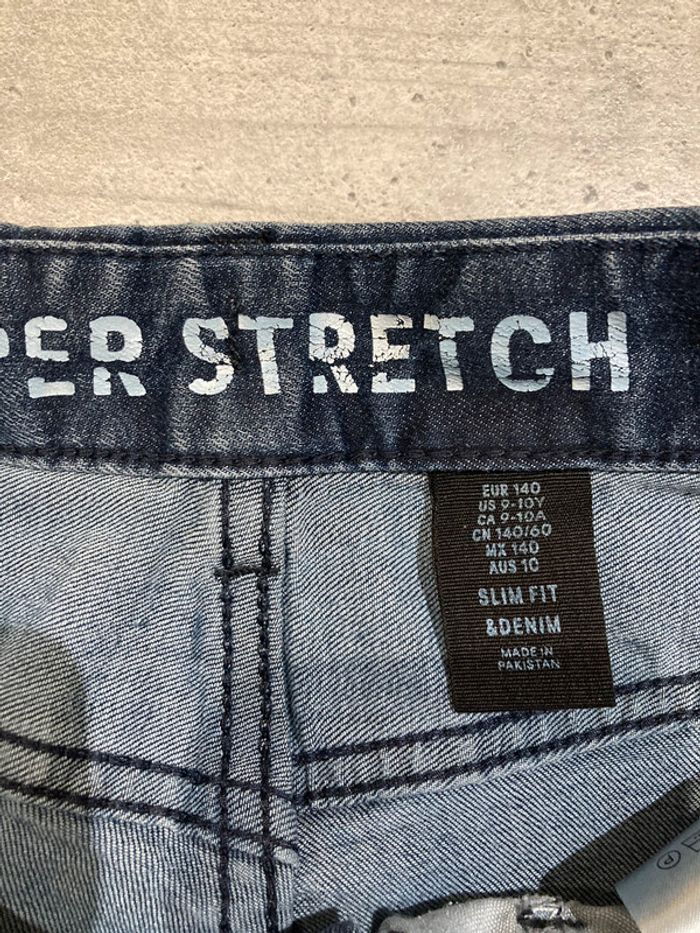 PER STRETCH
EUR 140
US 9-10Y
CA 9-10A
CN 140/60
MX 140
AUS 10
SLIM FIT
&DENIM
MADE IN
PAKISTAN
P